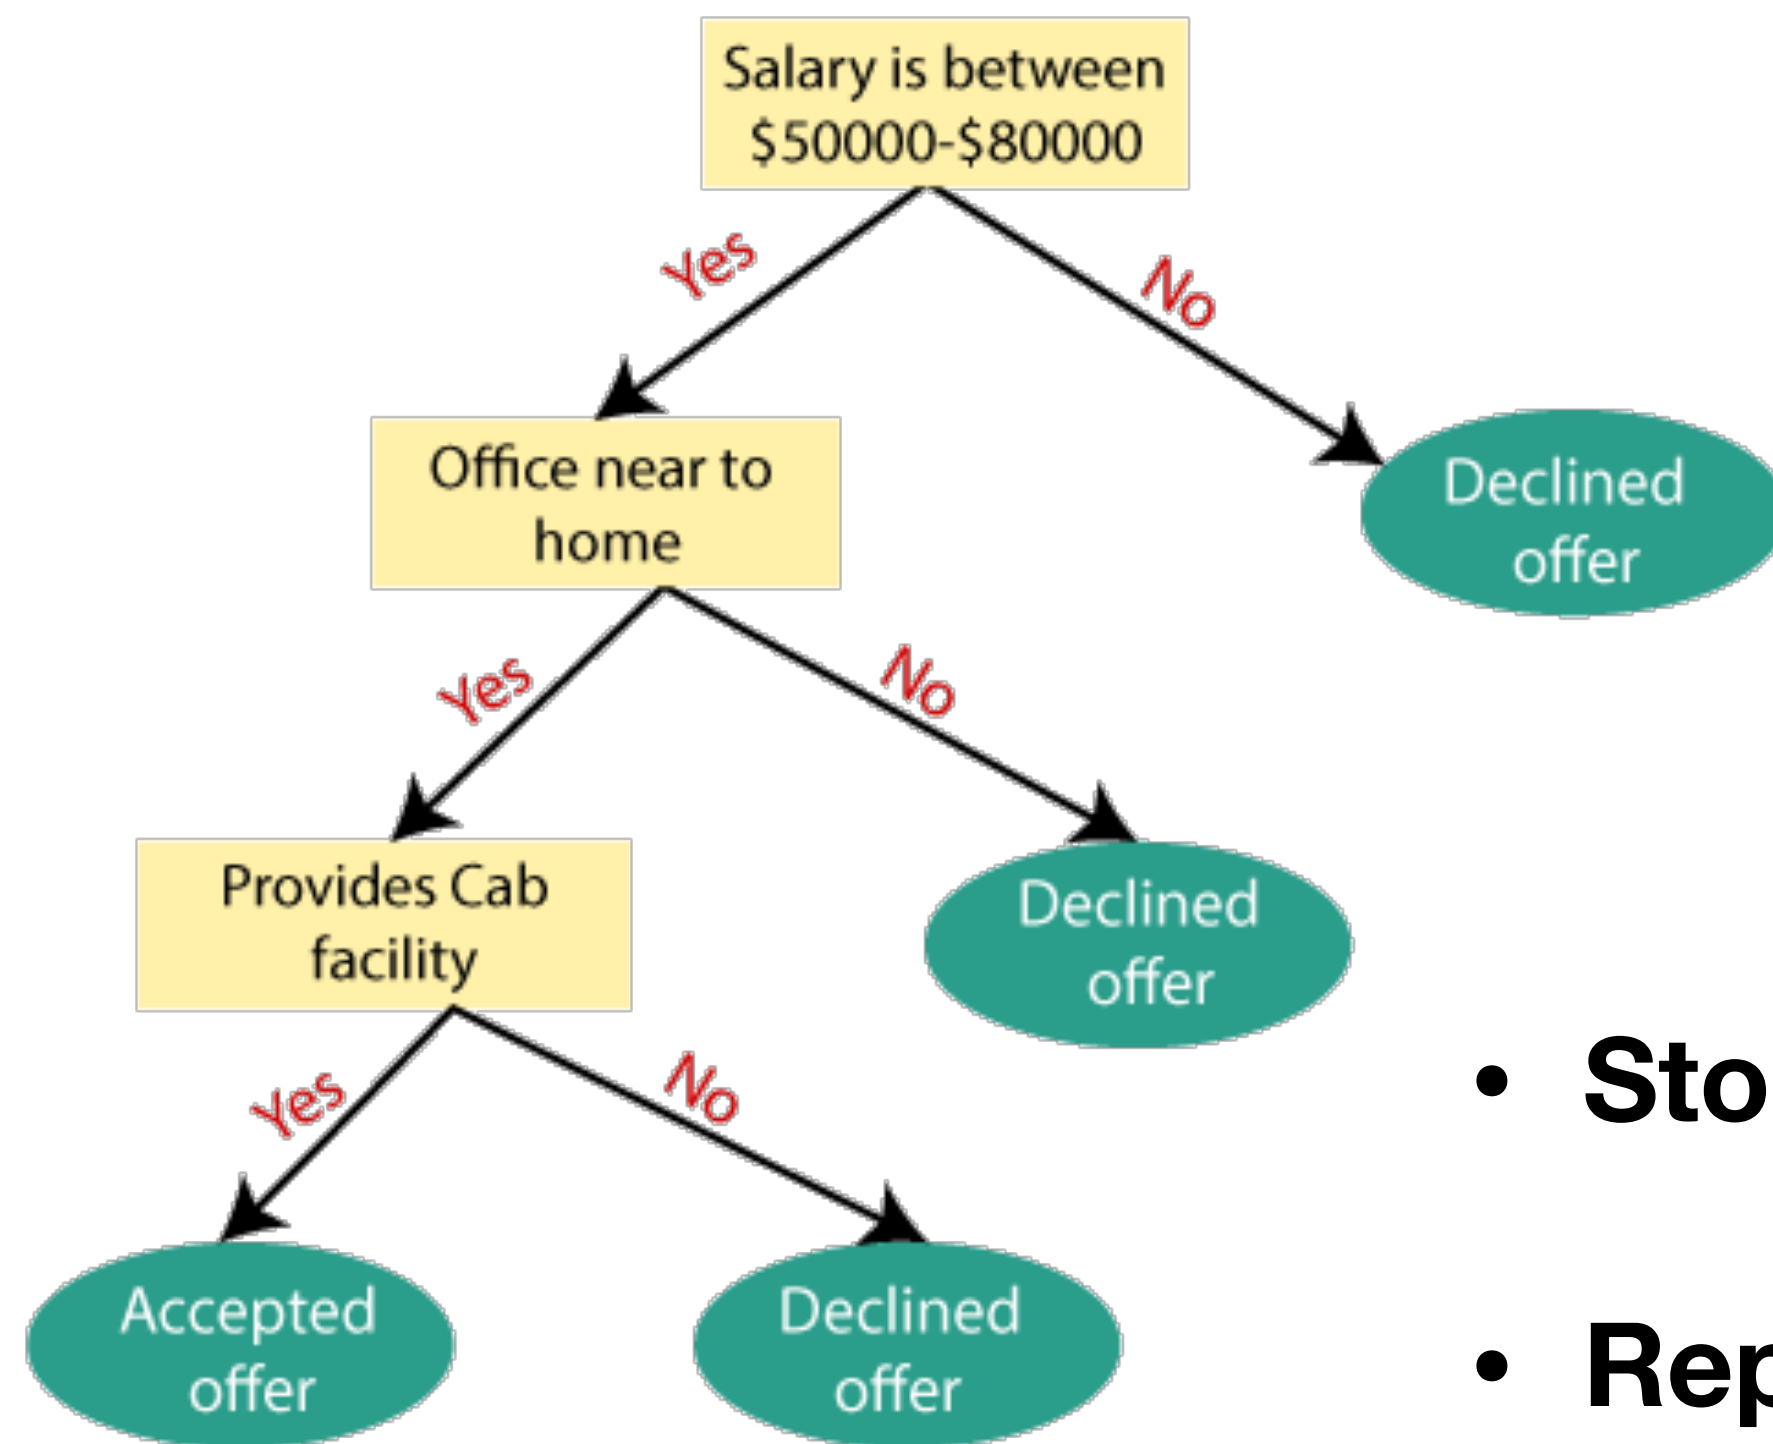 Salary is between
$50000-$80000
Yes
No
Office near to
home
Declined
offer
Yes
No
Provides Cab
facility
Declined
offer
Yes
No
• Sto
• Rep
Accepted
offer
Declined
offer